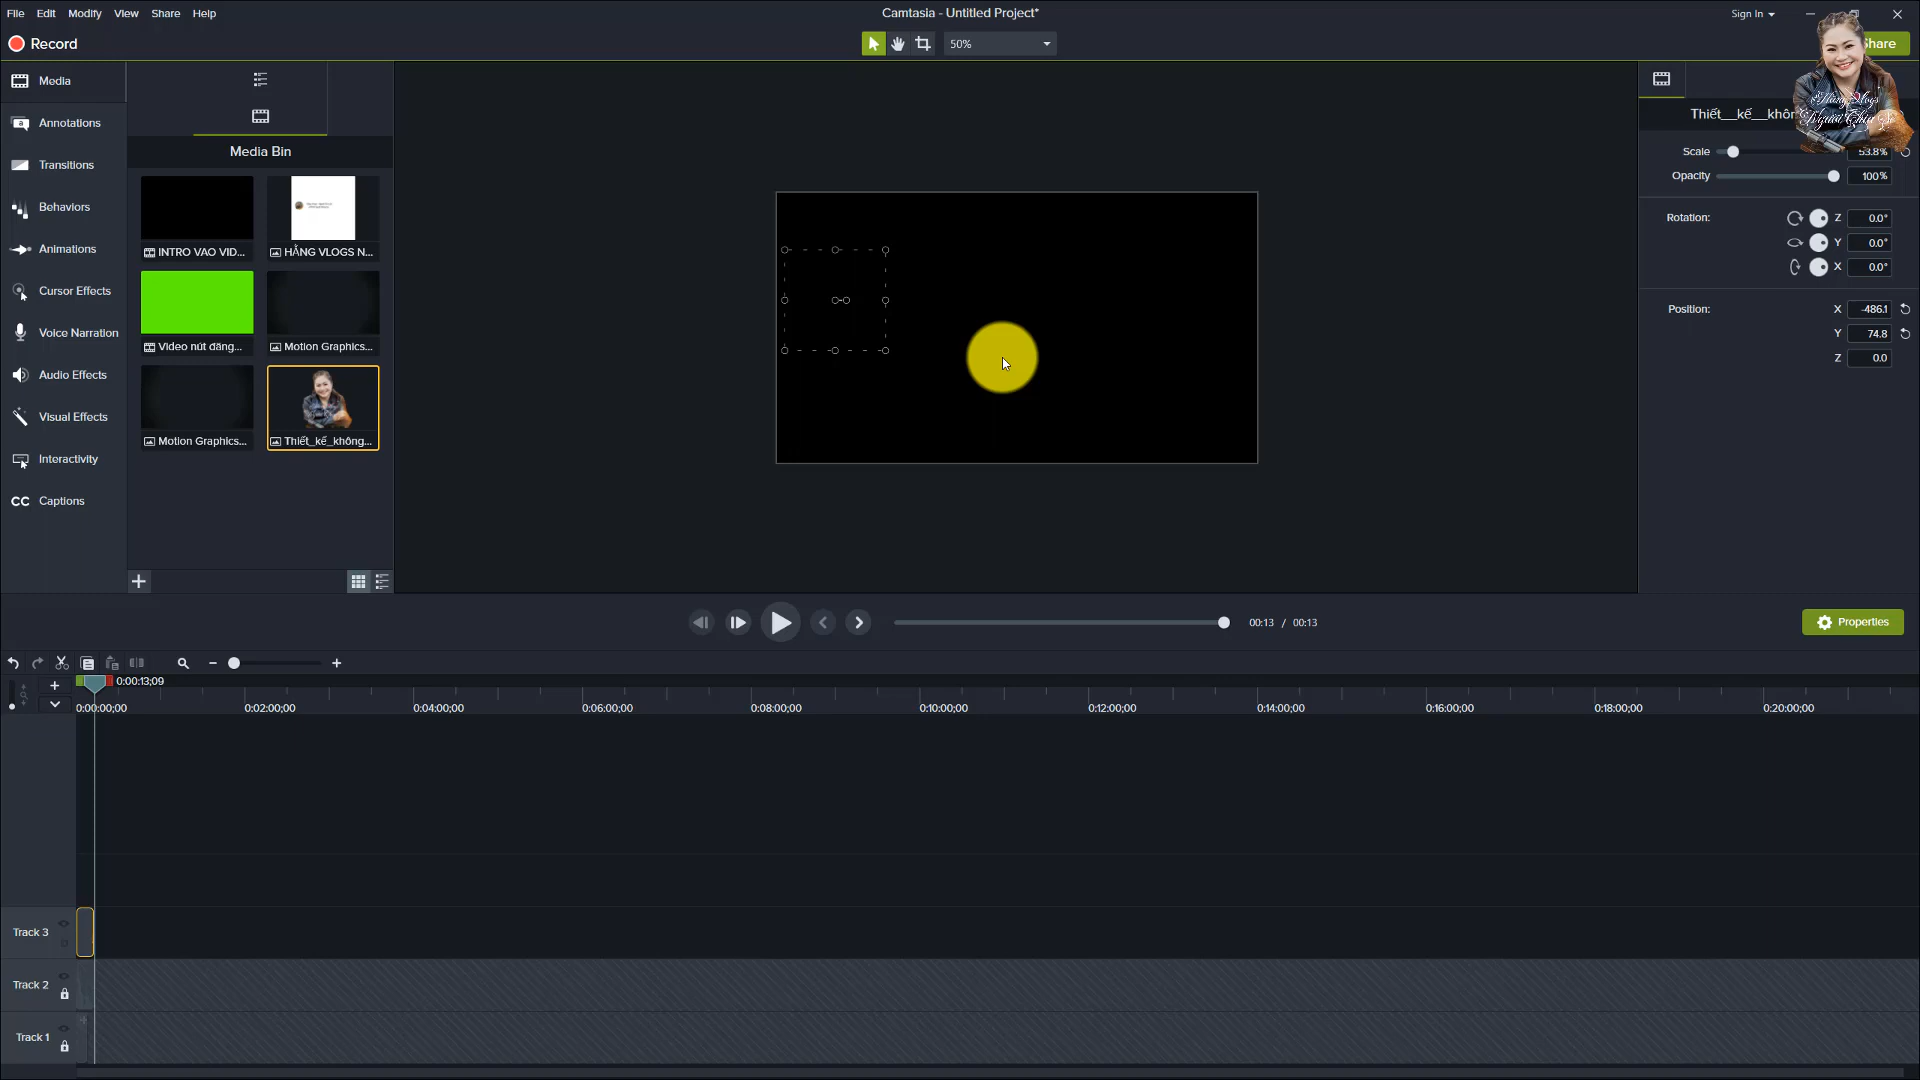 File Edit Modify View Share Help
Camtasia - Untitled Project*
Sign In
Record
50%
Share
Media
Annotations
Transitions
Behaviors
Animations
Cursor Effects
Voice Narration
Audio Effects
Visual Effects
Interactivity
CC Captions
Media Bin
INTRO VAO VID...
HẰNG VLOGS N...
Video nút đăng...
Motion Graphics...
Motion Graphics...
Thiết_kế_không...
Hằng Vlogs
Người Chia Sẻ
Scale 53.8%
Opacity 100%
Rotation: Z 0.0°
Y 0.0°
X 0.0°
Position: X -486.1
Y 74.8
Z 0.0
00:13 / 00:13
Properties
0:00:13;09
0:00:00;00 0:02:00;00 0:04:00;00 0:06:00;00 0:08:00;00 0:10:00;00 0:12:00;00 0:14:00;00 0:16:00;00 0:18:00;00 0:20:00;00
Track 3
Track 2
Track 1